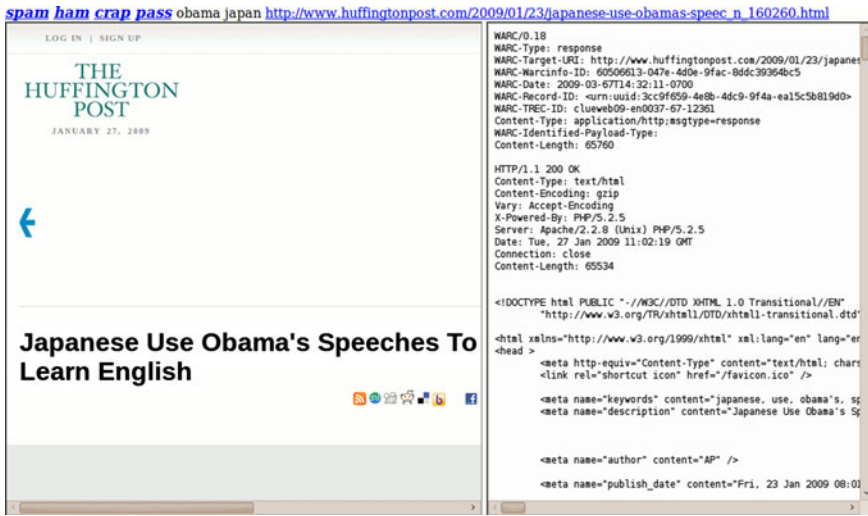 spam ham crap pass obama japan http://www.huffingtonpost.com/2009/01/23/japanese-use-obamas-speec_n_160260.html
LOG IN | SIGN UP
THE
HUFFINGTON
POST
JANUARY 27, 2009
Japanese Use Obama's Speeches To
Learn English
WARC/0.18
WARC-Type: response
WARC-Target-URI: http://www.huffingtonpost.com/2009/01/23/japanes
WARC-Warcinfo-ID: 60506613-047e-4d0e-9fac-8ddc39364bc5
WARC-Date: 2009-03-67T14:32:11-0700
WARC-Record-ID: <urn:uuid:3cc9f659-4e8b-4dc9-9f4a-ea15c5b819d0>
WARC-TREC-ID: clueweb09-en0037-67-12361
Content-Type: application/http;msgtype=response
WARC-Identified-Payload-Type:
Content-Length: 65760
HTTP/1.1 200 OK
Content-Type: text/html
Content-Encoding: gzip
Vary: Accept-Encoding
X-Powered-By: PHP/5.2.5
Server: Apache/2.2.8 (Unix) PHP/5.2.5
Date: Tue, 27 Jan 2009 11:02:19 GMT
Connection: close
Content-Length: 65534
<!DOCTYPE html PUBLIC "-//W3C//DTD XHTML 1.0 Transitional//EN"
"http://www.w3.org/TR/xhtml1/DTD/xhtml1-transitional.dtd"
<html xmlns="http://www.w3.org/1999/xhtml" xml:lang="en" lang="en
<head >
<meta http-equiv="Content-Type" content="text/html; chars
<link rel="shortcut icon" href="/favicon.ico" />
<meta name="keywords" content="japanese, use, obama's, sp
<meta name="description" content="Japanese Use Obama's Sp
<meta name="author" content="AP" />
<meta name="publish_date" content="Fri, 23 Jan 2009 08:01